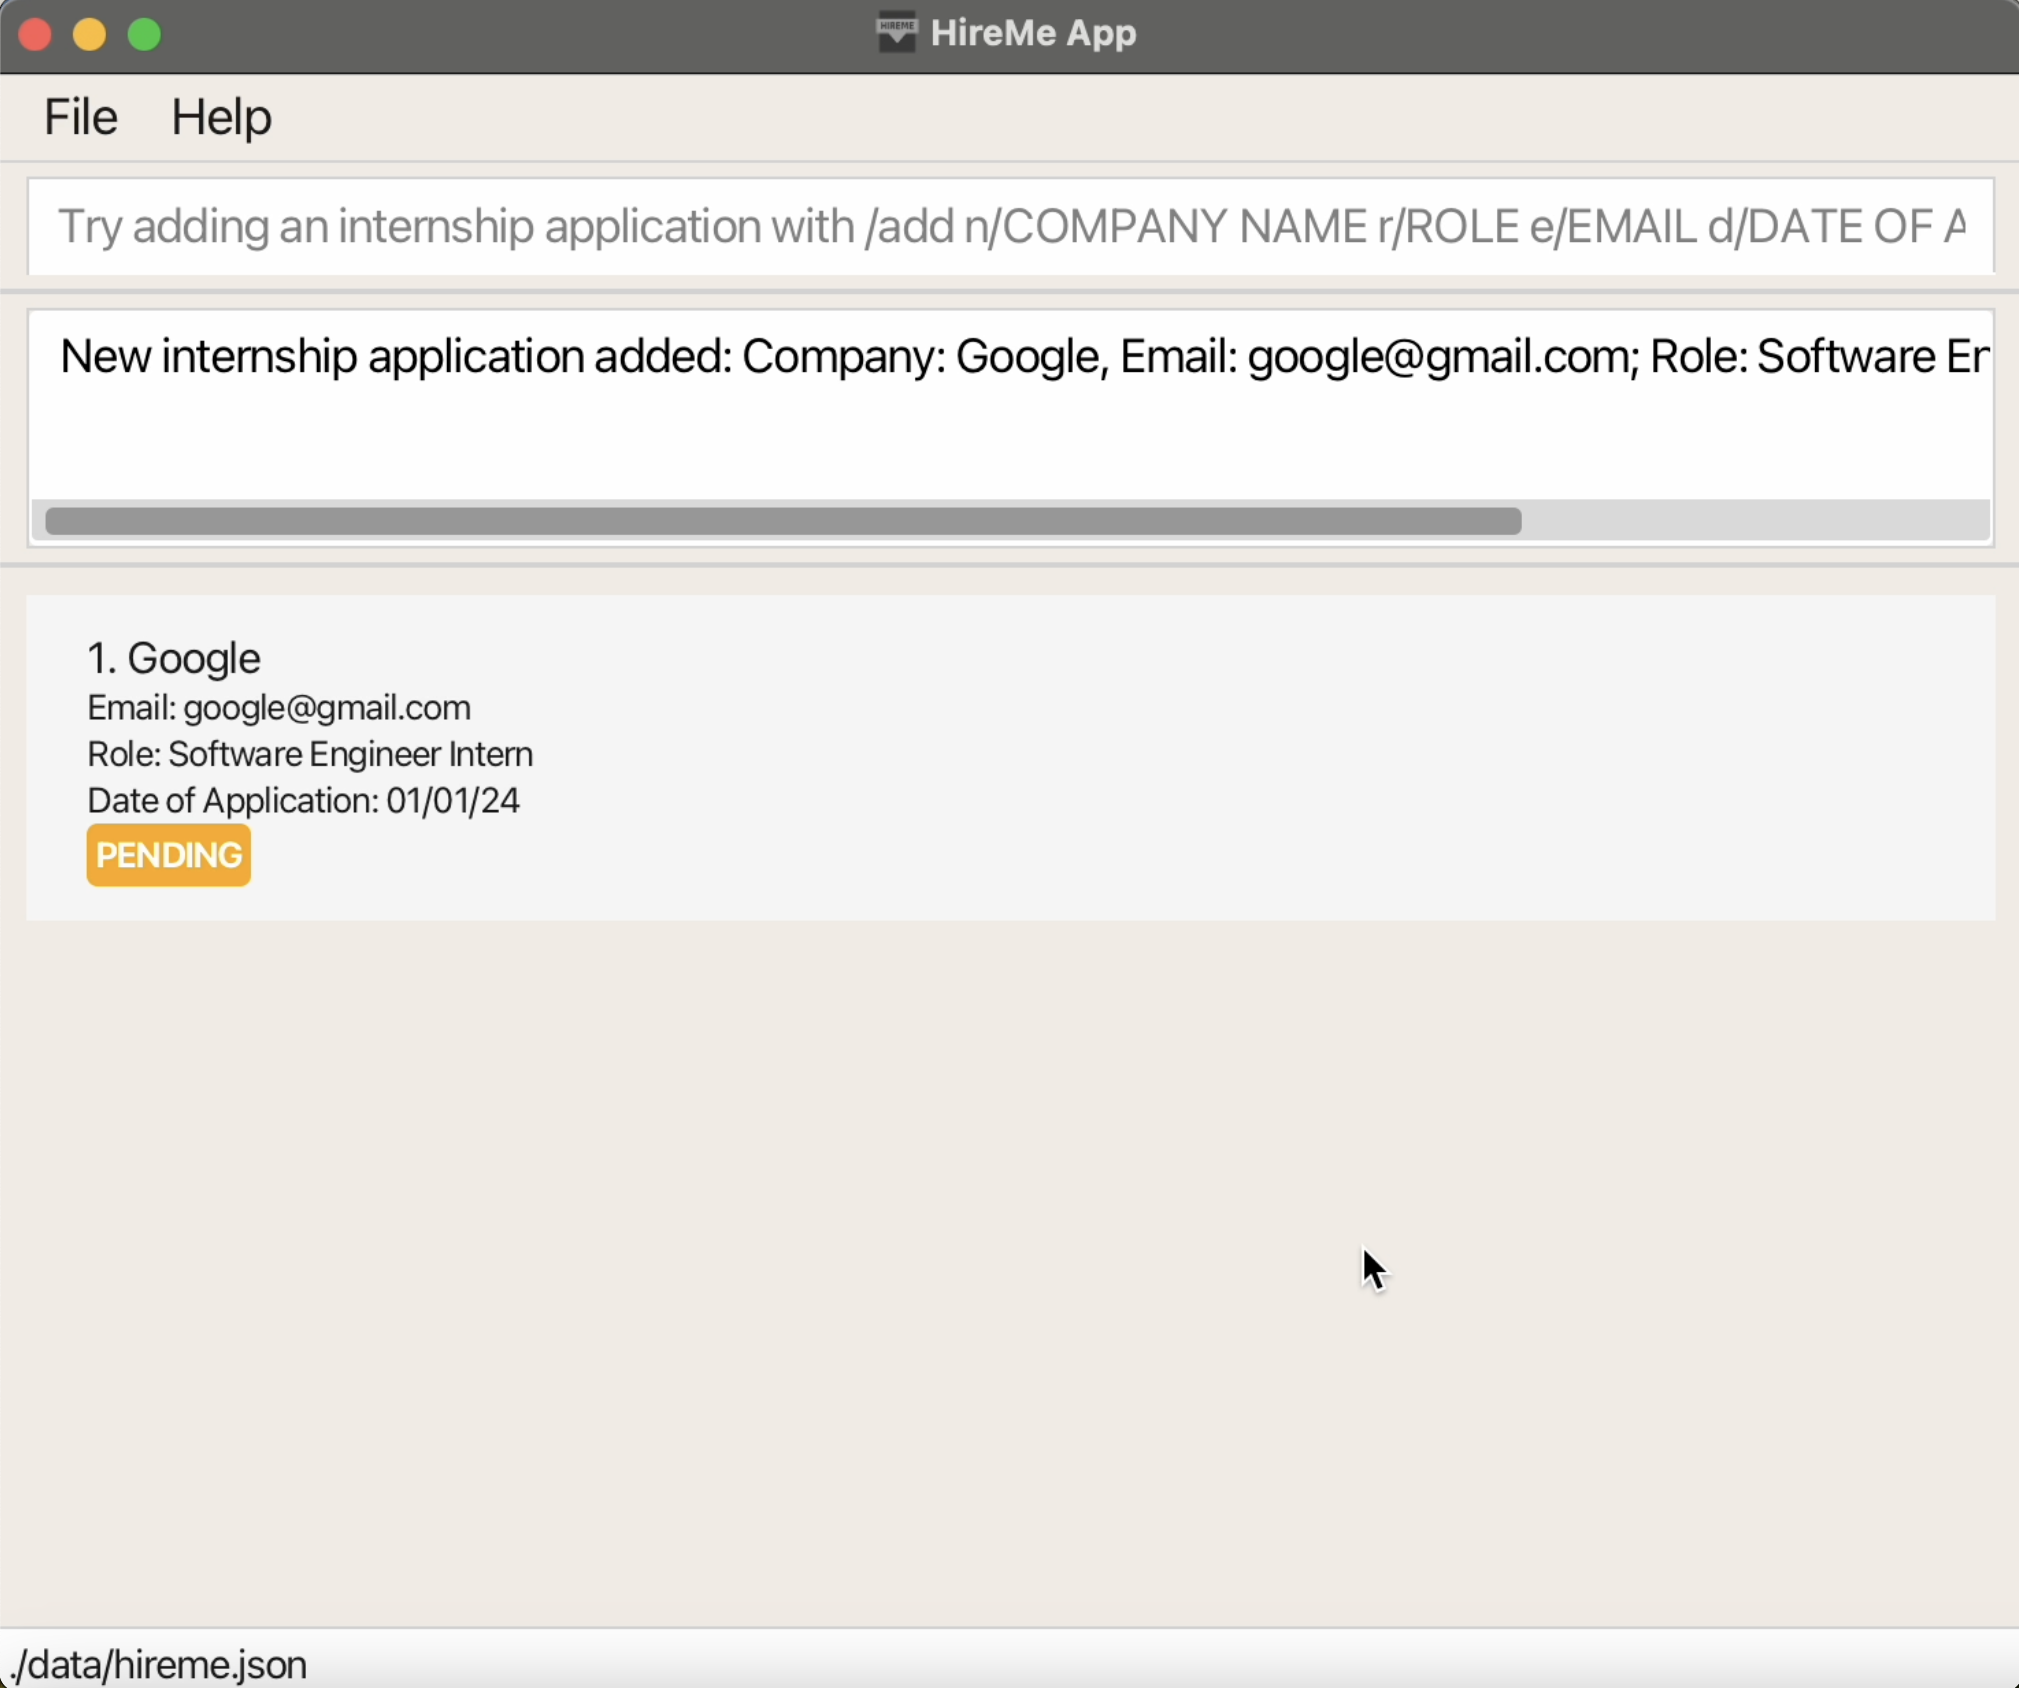 HIREME
HireMe App
File Help
Try adding an internship application with /add n/COMPANY NAME r/ROLE e/EMAIL d/DATE OF A
New internship application added: Company: Google, Email: google@gmail.com; Role: Software En
1. Google
Email: google@gmail.com
Role: Software Engineer Intern
Date of Application: 01/01/24
PENDING
./data/hireme.json